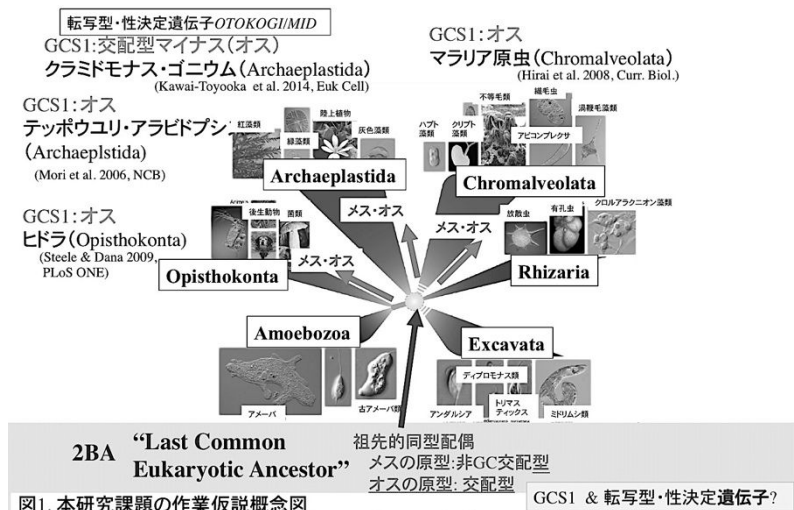 転写型・性決定遺伝子OTOKOGI/MID
GCS1:交配型マイナス(オス)
クラミドモナス・ゴニウム(Archaeplastida)
(Kawai-Toyooka et al. 2014, Euk Cell)
GCS1:オス
テッポウユリ・アラビドプシ
(Archaeplstida)
(Mori et al. 2006, NCB)
GCS1:オス
ヒドラ(Opisthokonta)
(Steele & Dana 2009,
PLoS ONE)
GCS1:オス
マラリア原虫(Chromalveolata)
(Hirai et al. 2008, Curr. Biol.)
紅藻類
緑藻類
陸上植物
灰色藻類
Archaeplastida
ハプト
藻類
クリプト
藻類
不等毛類
繊毛虫
アピコンプレクサ
渦鞭毛藻類
Chromalveolata
後生動物
菌類
Opisthokonta
メス・オス
メス・オス
メス・オス
放散虫
有孔虫
クロルアラクニオン藻類
Rhizaria
Amoebozoa
アメーバ
古アメーバ類
Excavata
ディプロモナス類
アンダルシア
トリマス
ティックス
ミドリムシ類
2BA
“Last Common
Eukaryotic Ancestor”
祖先的同型配偶
メスの原型:非GC交配型
オスの原型: 交配型
GCS1 & 転写型・性決定遺伝子?
図1. 本研究課題の作業仮説概念図